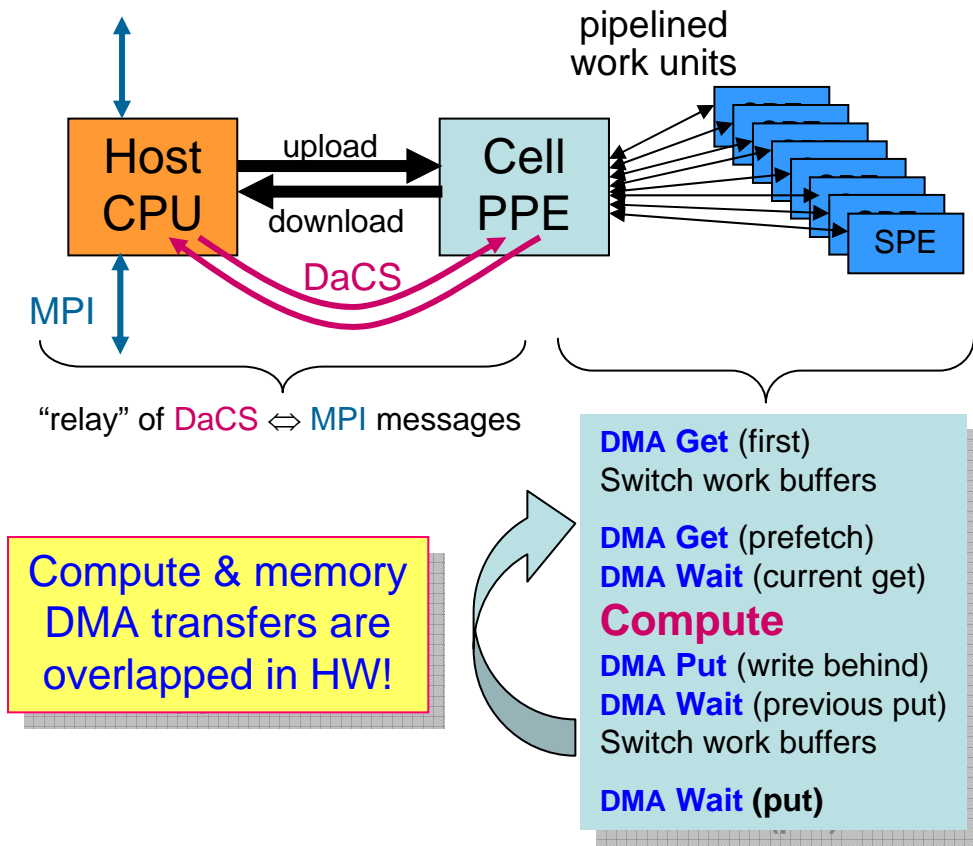 pipelined
work units
Host
CPU
upload
download
Cell
PPE
SPE
DaCS
MPI
“relay” of DaCS ⇔ MPI messages
Compute & memory
DMA transfers are
overlapped in HW!
DMA Get (first)
Switch work buffers
DMA Get (prefetch)
DMA Wait (current get)
Compute
DMA Put (write behind)
DMA Wait (previous put)
Switch work buffers
DMA Wait (put)